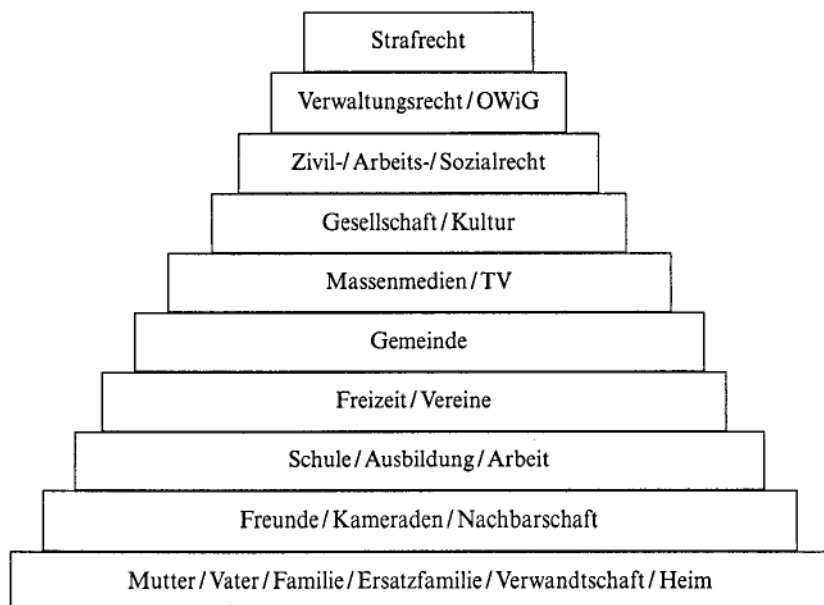 Strafrecht
Verwaltungsrecht/OWiG
Zivil-/Arbeits-/Sozialrecht
Gesellschaft/Kultur
Massenmedien/TV
Gemeinde
Freizeit/Vereine
Schule/Ausbildung/Arbeit
Freunde/Kameraden/Nachbarschaft
Mutter/Vater/Familie/Ersatzfamilie/Verwandtschaft/Heim